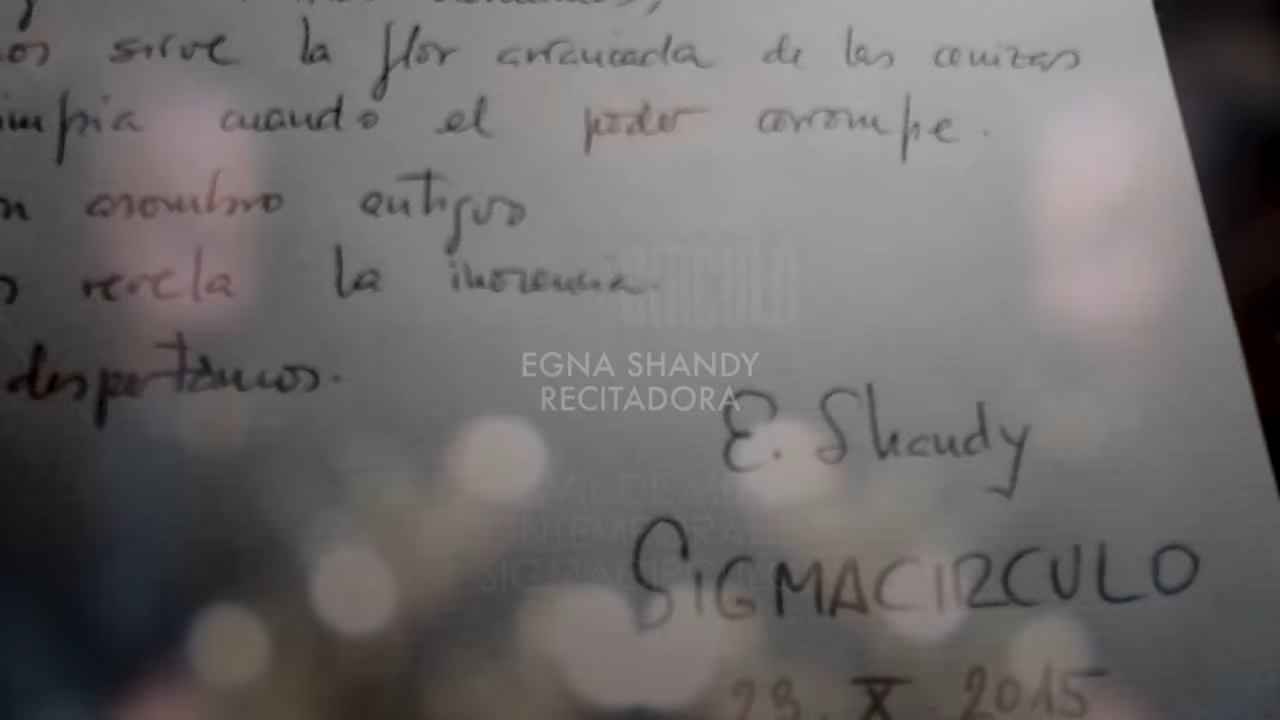 sirve la flor arrancada de las cenizas
limpia cuando el poder corrompe.
asombro antiguo
revela la inocencia.
despertamos.
EGNA SHANDY
RECITADORA
E. Shandy
SIGMACIRCULO
23. X. 2015